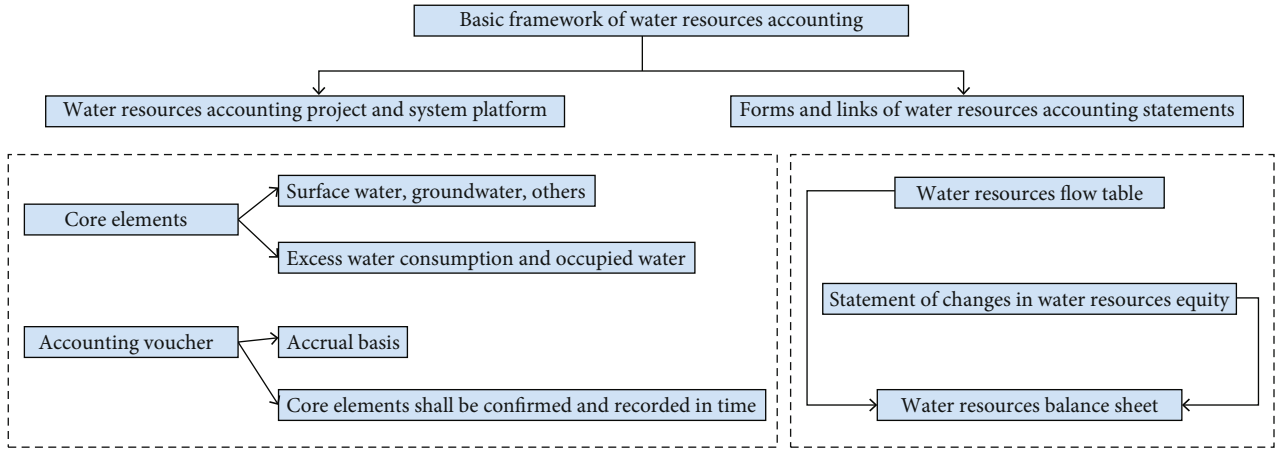 Basic framework of water resources accounting
Water resources accounting project and system platform
Forms and links of water resources accounting statements
Core elements
Surface water, groundwater, others
Excess water consumption and occupied water
Accounting voucher
Accrual basis
Core elements shall be confirmed and recorded in time
Water resources flow table
Statement of changes in water resources equity
Water resources balance sheet